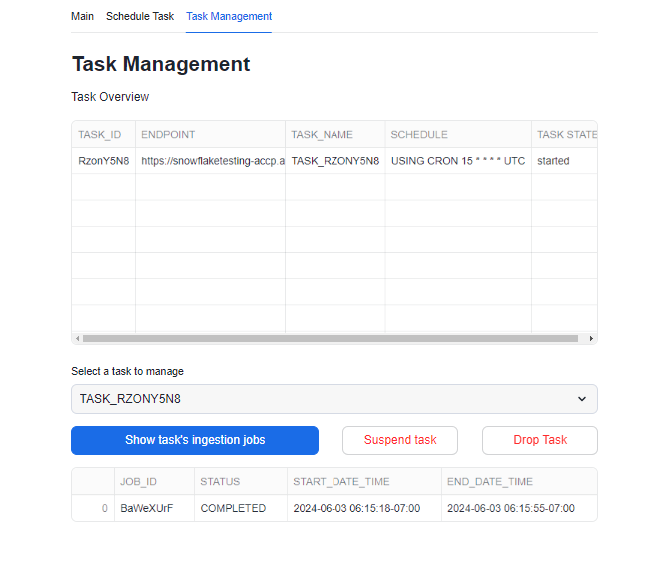 Main Schedule Task Task Management
Task Management
Task Overview
TASK_ID ENDPOINT TASK_NAME SCHEDULE TASK STATE
RzonY5N8 https://snowflaketesting-accp.a TASK_RZONY5N8 USING CRON 15 * * * * UTC started
Select a task to manage
TASK_RZONY5N8
Show task's ingestion jobs Suspend task Drop Task
JOB_ID STATUS START_DATE_TIME END_DATE_TIME
0 BaWeXUrF COMPLETED 2024-06-03 06:15:18-07:00 2024-06-03 06:15:55-07:00